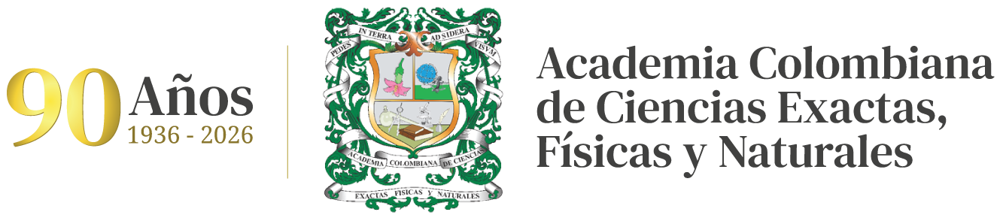 90 Años
1936 - 2026
PEDES IN TERRA AD SIDERA VISVM
ACADEMIA COLOMBIANA DE CIENCIAS
EXACTAS FISICAS Y NATURALES
Academia Colombiana
de Ciencias Exactas,
Físicas y Naturales